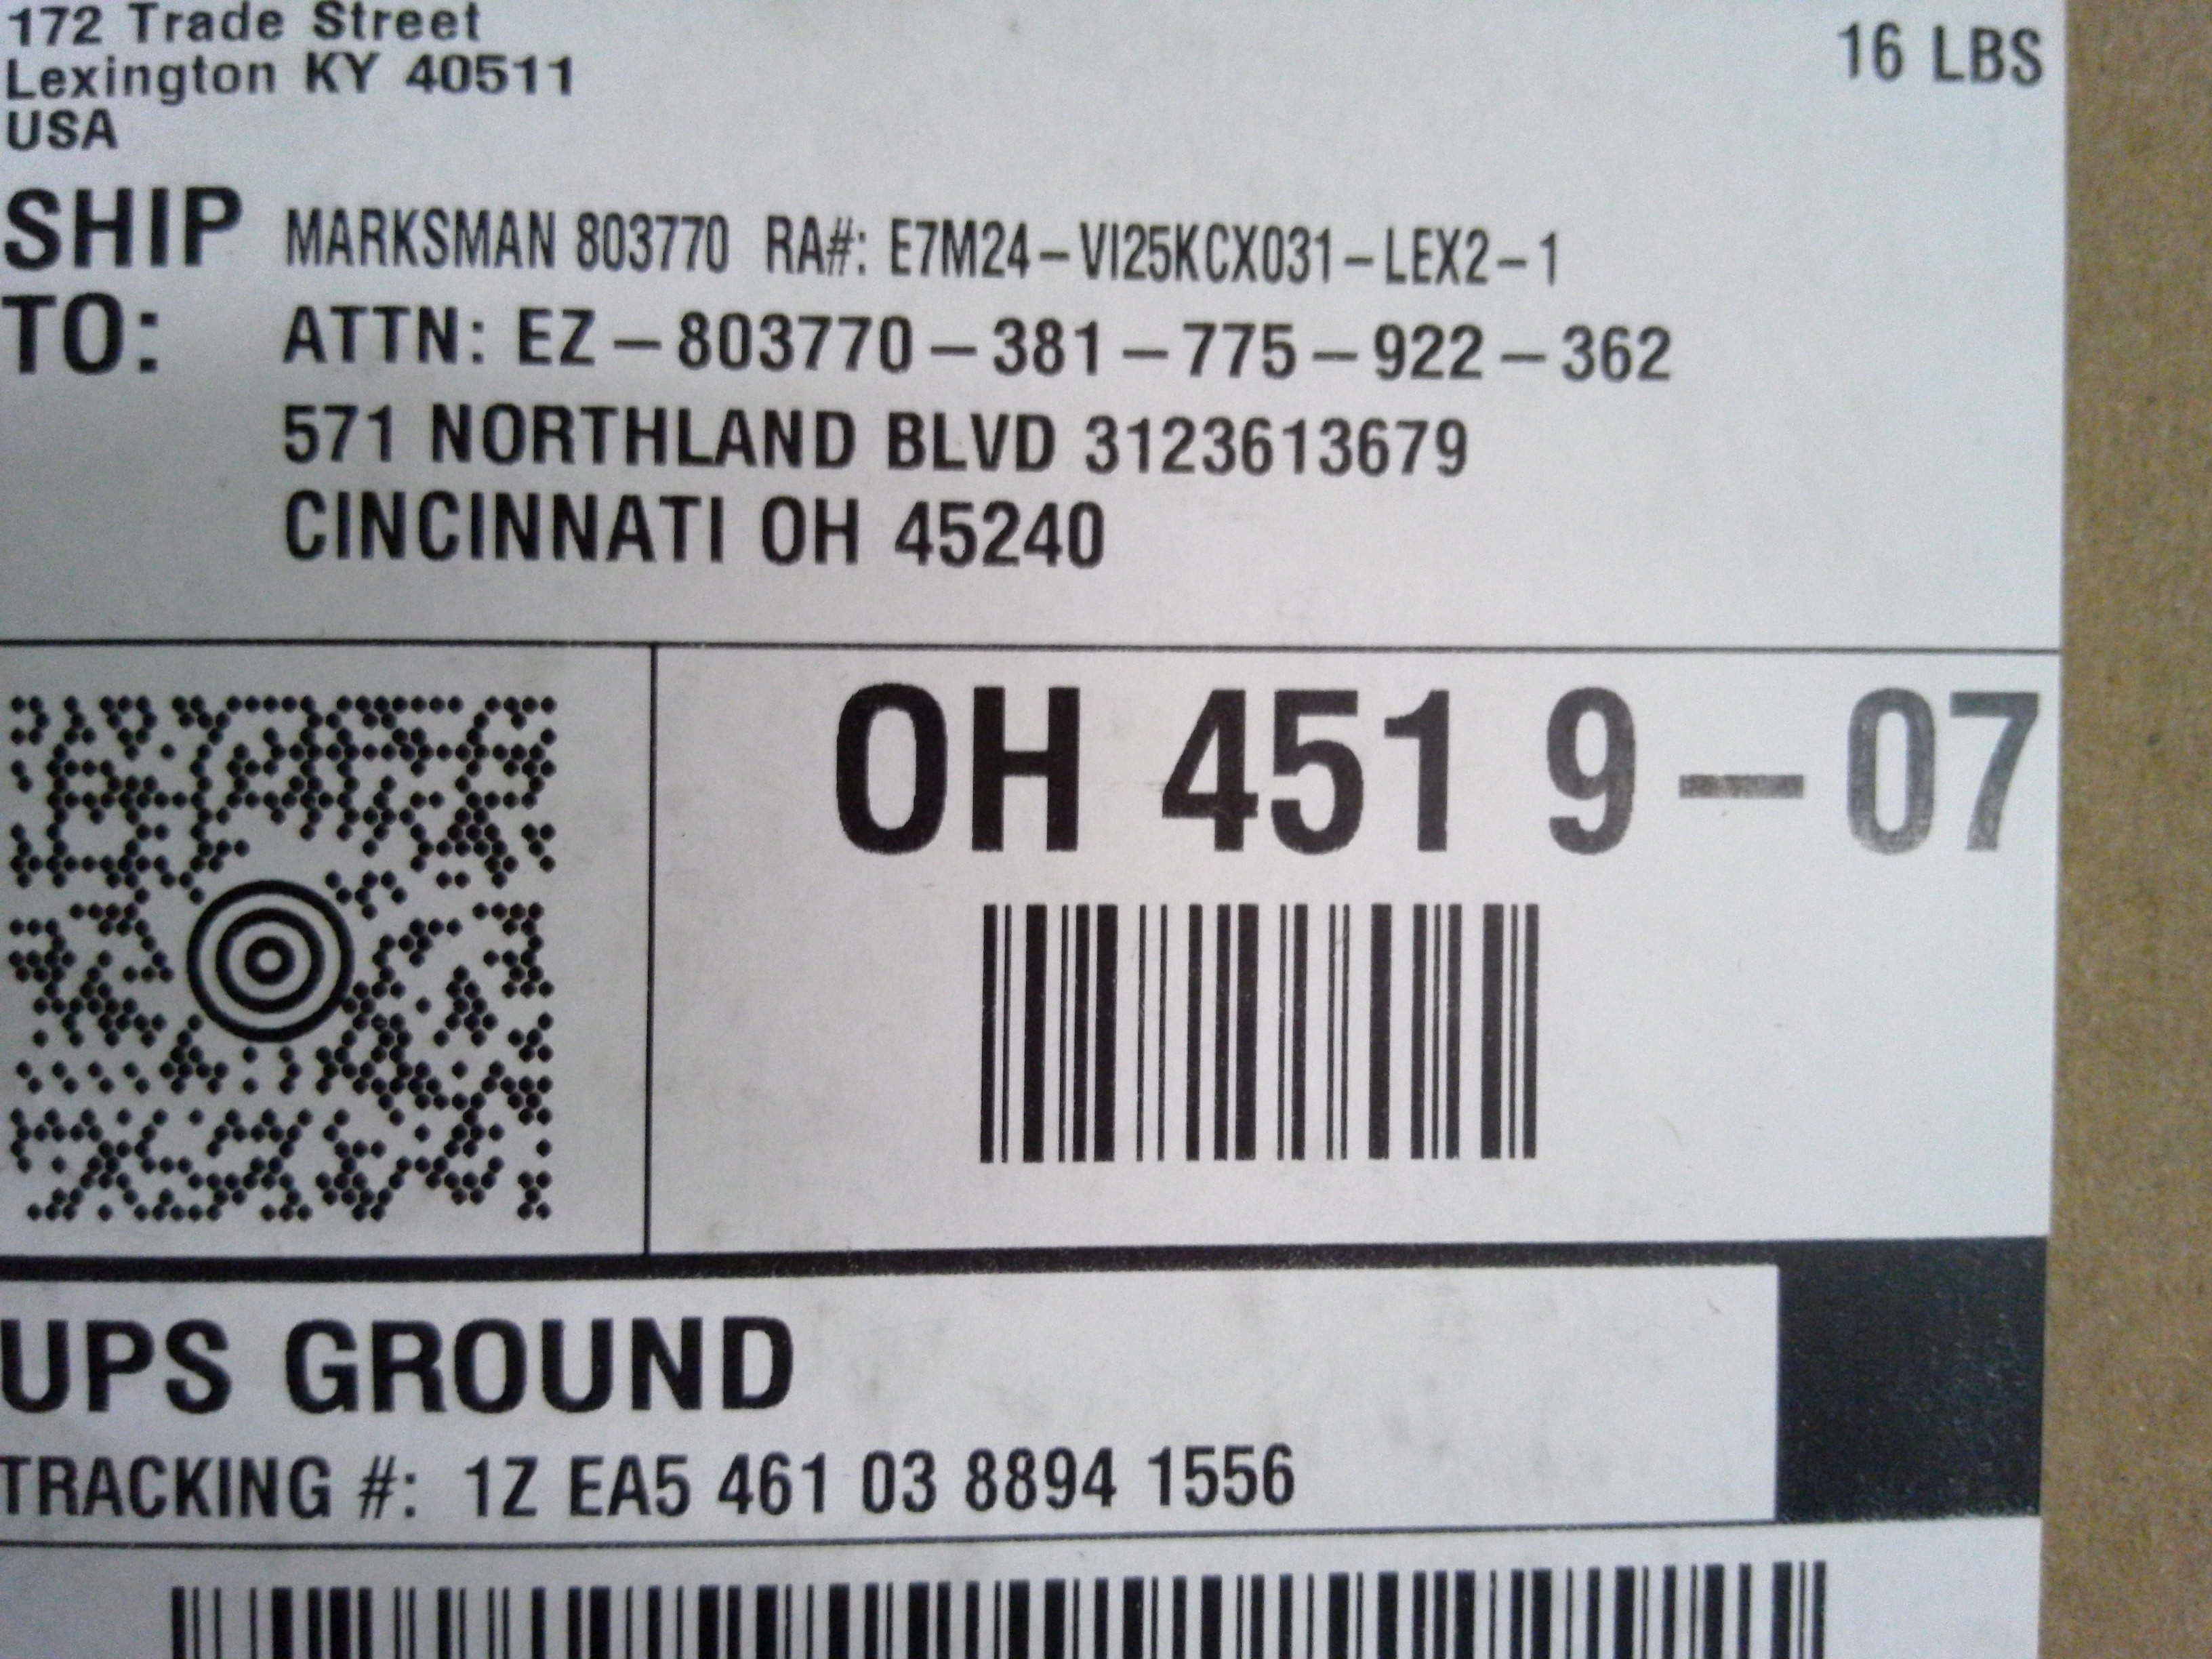 172 Trade Street
Lexington KY 40511
USA
16 LBS
SHIP TO:
MARKSMAN 803770 RA#: E7M24-VI25KCX031-LEX2-1
ATTN: EZ-803770-381-775-922-362
571 NORTHLAND BLVD 3123613679
CINCINNATI OH 45240
OH 451 9-07
UPS GROUND
TRACKING #: 1Z EA5 461 03 8894 1556